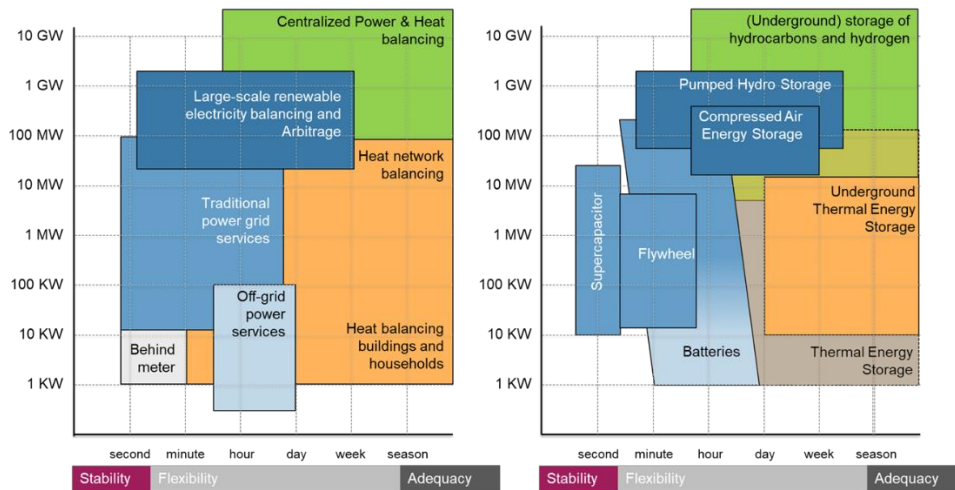 10 GW
1 GW
100 MW
10 MW
1 MW
100 KW
10 KW
1 KW
Centralized Power & Heat
balancing
Large-scale renewable
electricity balancing and
Arbitrage
Heat network
balancing
Traditional
power grid
services
Off-grid
power
services
Behind
meter
Heat balancing
buildings and
households
second minute hour day week season
Stability Flexibility Adequacy
10 GW
1 GW
100 MW
10 MW
1 MW
100 KW
10 KW
1 KW
(Underground) storage of
hydrocarbons and hydrogen
Pumped Hydro Storage
Compressed Air
Energy Storage
Underground
Thermal Energy
Storage
Supercapacitor
Flywheel
Batteries
Thermal Energy
Storage
second minute hour day week season
Stability Flexibility Adequacy